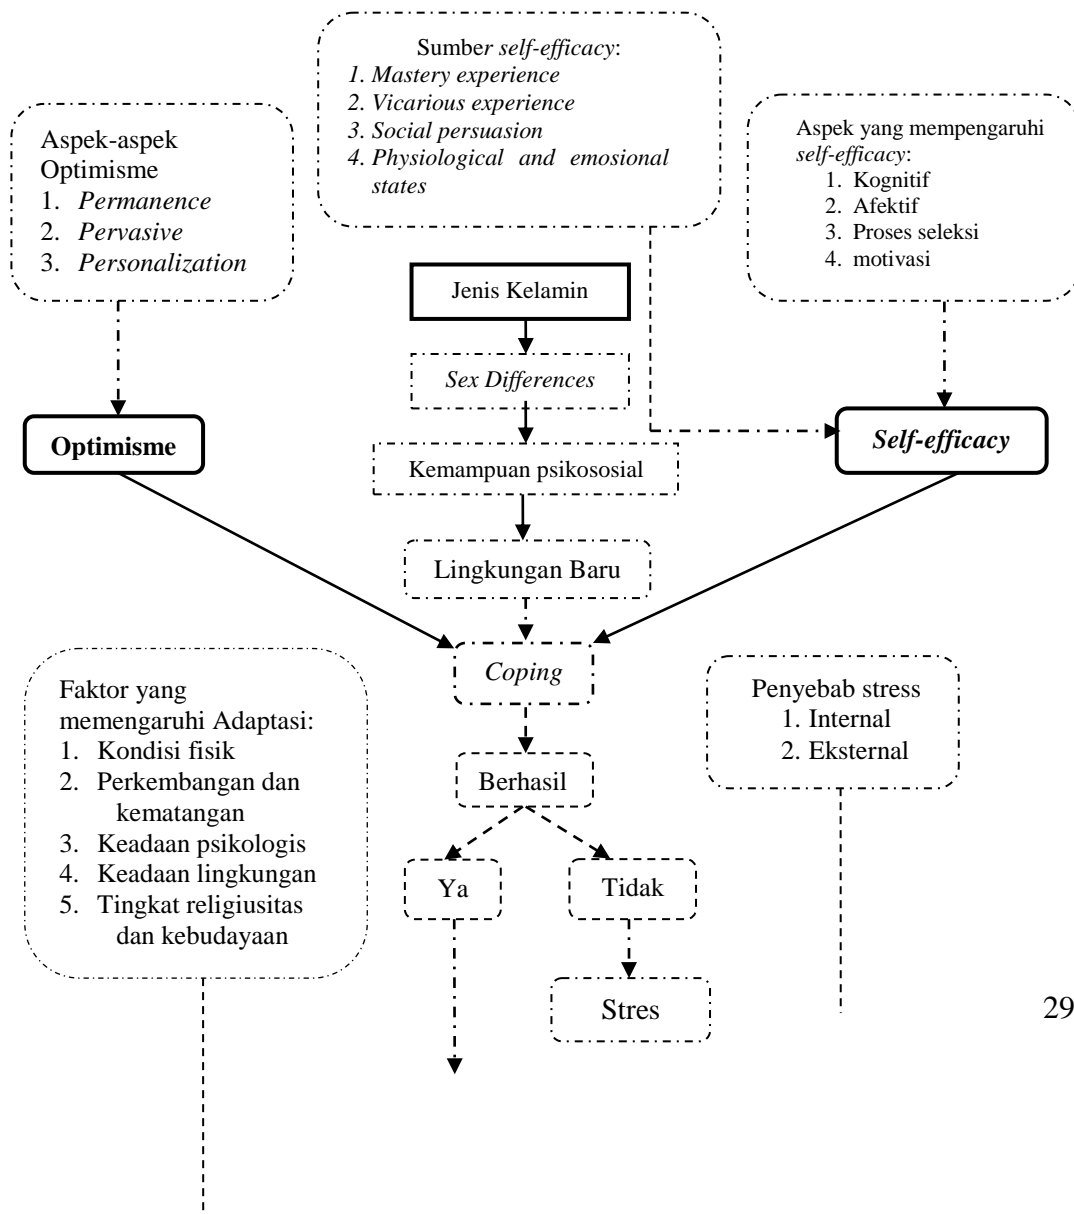 Sumber self-efficacy:
1. Mastery experience
2. Vicarious experience
3. Social persuasion
4. Physiological and emosional
states
Aspek-aspek
Optimisme
1. Permanence
2. Pervasive
3. Personalization
Aspek yang mempengaruhi
self-efficacy:
1. Kognitif
2. Afektif
3. Proses seleksi
4. motivasi
Jenis Kelamin
Sex Differences
Optimisme
Self-efficacy
Kemampuan psikososial
Lingkungan Baru
Coping
Faktor yang
memengaruhi Adaptasi:
1. Kondisi fisik
2. Perkembangan dan
kematangan
3. Keadaan psikologis
4. Keadaan lingkungan
5. Tingkat religiusitas
dan kebudayaan
Penyebab stress
1. Internal
2. Eksternal
Berhasil
Ya
Tidak
Stres
29